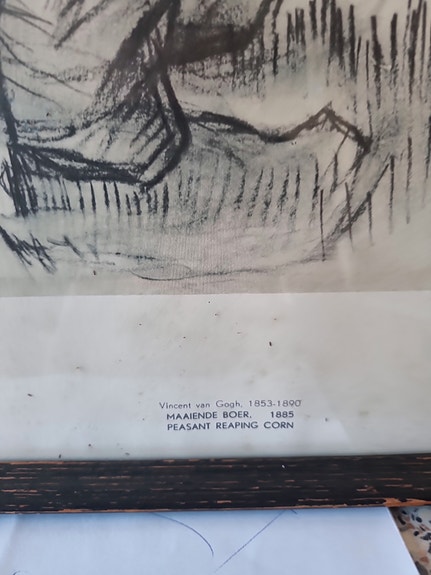 Vincent van Gogh, 1853-1890
MAAIENDE BOER, 1885
PEASANT REAPING CORN